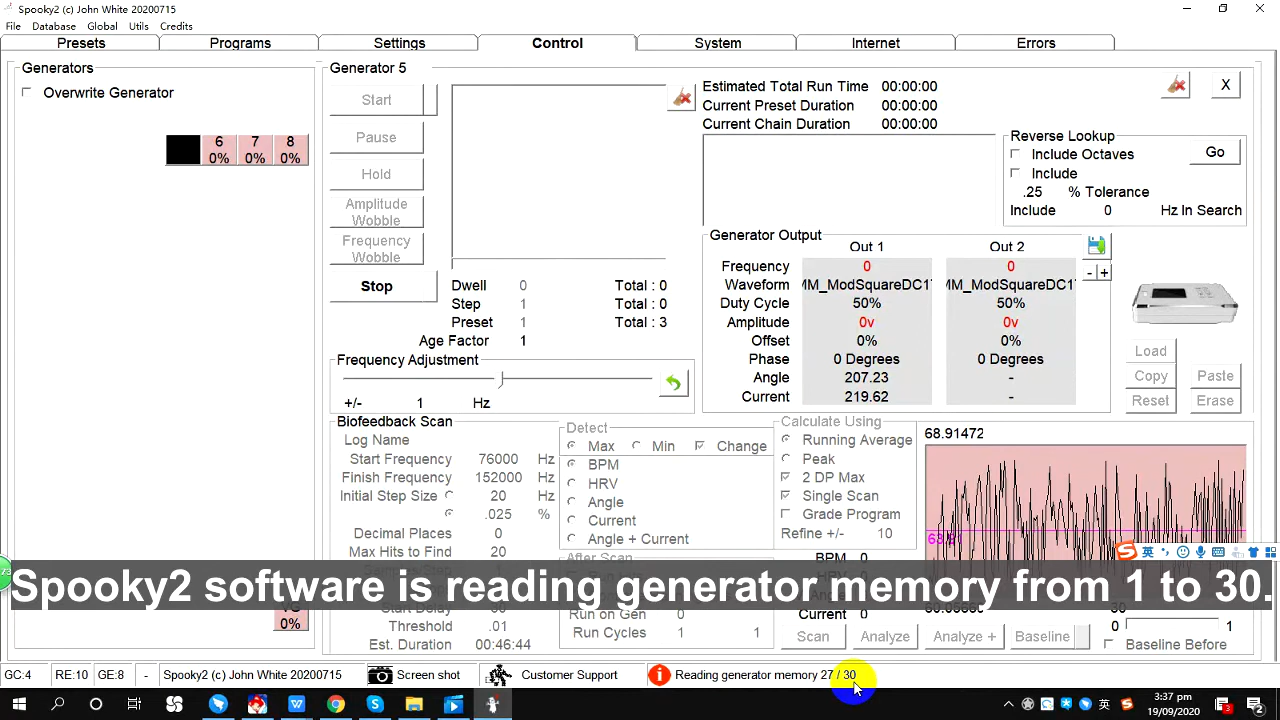 Spooky2 (c) John White 20200715
File Database Global Utils Credits
Presets Programs Settings Control System Internet Errors
Generators
Overwrite Generator
6 7 8
0% 0% 0%
VG
0%
Generator 5
Start
Pause
Hold
Amplitude
Wobble
Frequency
Wobble
Stop
Dwell 0 Total : 0
Step 1 Total : 0
Preset 1 Total : 3
Age Factor 1
Frequency Adjustment
+/- 1 Hz
Estimated Total Run Time 00:00:00
Current Preset Duration 00:00:00
Current Chain Duration 00:00:00
X
Reverse Lookup
Include Octaves Go
Include
.25 % Tolerance
Include 0 Hz In Search
Generator Output
Out 1 Out 2
Frequency 0 0
Waveform MM_ModSquareDC1 MM_ModSquareDC1
Duty Cycle 50% 50%
Amplitude 0v 0v
Offset 0% 0%
Phase 0 Degrees 0 Degrees
Angle 207.23 -
Current 219.62 -
- +
Load
Copy Paste
Reset Erase
Biofeedback Scan
Log Name
Start Frequency 76000 Hz
Finish Frequency 152000 Hz
Initial Step Size 20 Hz
.025 %
Decimal Places 0
Max Hits to Find 20
Threshold .01
Est. Duration 00:46:44
Detect
Max Min Change
BPM
HRV
Angle
Current
Angle + Current
After Scan
Run on Gen 0
Run Cycles 1 1
Calculate Using
Running Average
Peak
2 DP Max
Single Scan
Grade Program
Refine +/- 10
BPM 0
Current 0
68.91472
30
0 1
Scan Analyze Analyze + Baseline
Baseline Before
英
Spooky2 software is reading generator memory from 1 to 30.
GC:4 RE:10 GE:8 - Spooky2 (c) John White 20200715 Screen shot Customer Support Reading generator memory 27 / 30
3:37 pm
19/09/2020
英
3
2